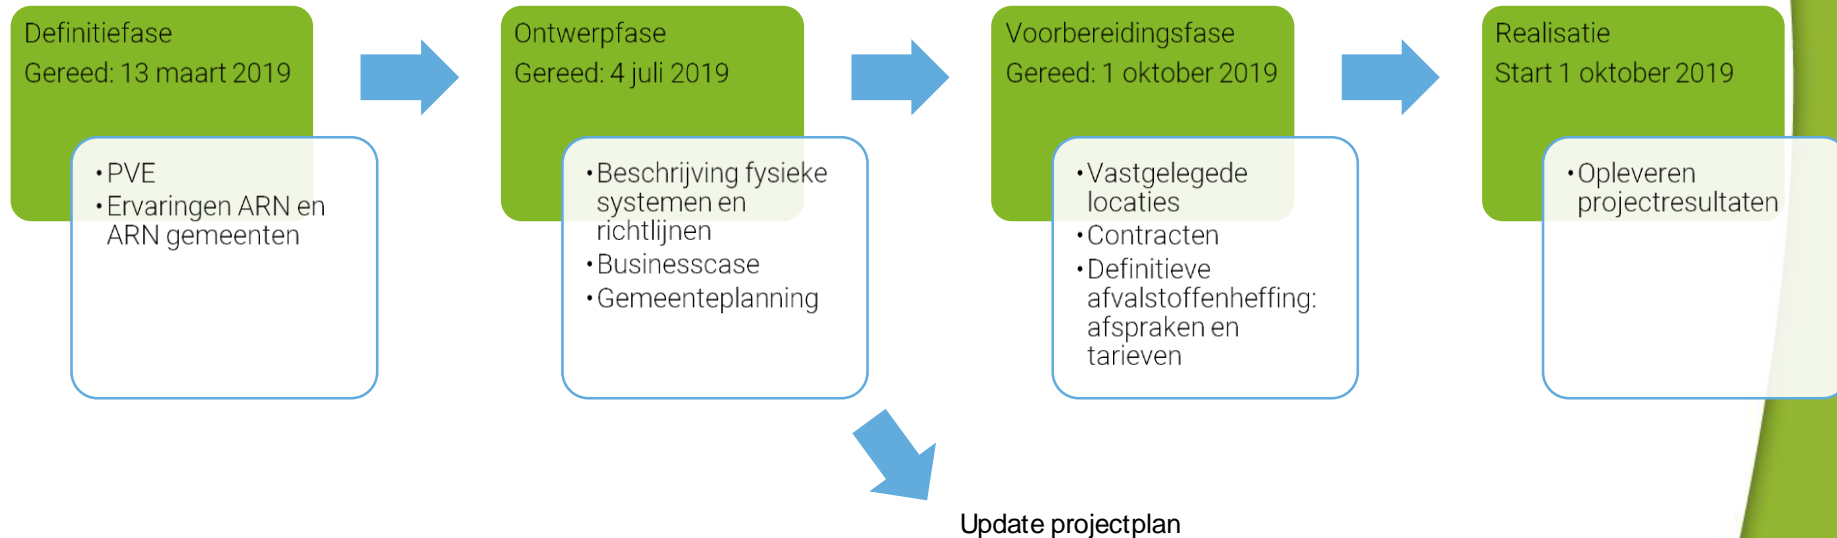 Definitiefase
Gereed: 13 maart 2019
•PVE
•Ervaringen ARN en
ARN gemeenten
Ontwerpfase
Gereed: 4 juli 2019
•Beschrijving fysieke
systemen en
richtlijnen
•Businesscase
•Gemeenteplanning
Voorbereidingsfase
Gereed: 1 oktober 2019
•Vastgelegede
locaties
•Contracten
•Definitieve
afvalstoffenheffing:
afspraken en
tarieven
Realisatie
Start 1 oktober 2019
•Opleveren
projectresultaten
Update projectplan